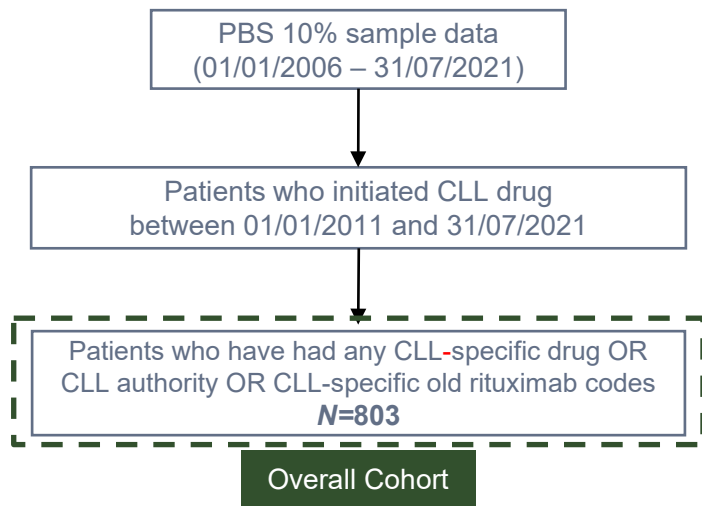 PBS 10% sample data
(01/01/2006 – 31/07/2021)
Patients who initiated CLL drug
between 01/01/2011 and 31/07/2021
Patients who have had any CLL-specific drug OR
CLL authority OR CLL-specific old rituximab codes
N=803
Overall Cohort